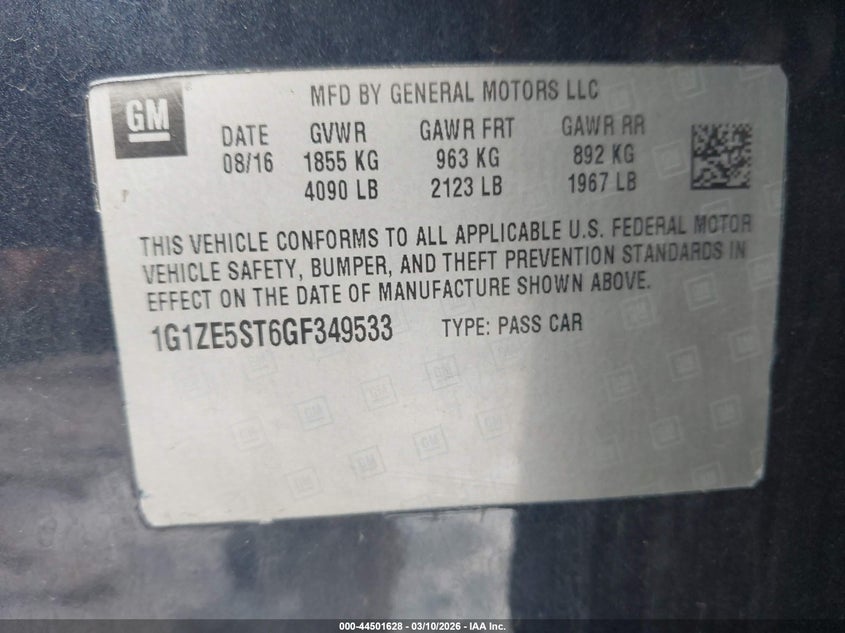 GM
MFD BY GENERAL MOTORS LLC
DATE GVWR GAWR FRT GAWR RR
08/16 1855 KG 963 KG 892 KG
4090 LB 2123 LB 1967 LB
THIS VEHICLE CONFORMS TO ALL APPLICABLE U.S. FEDERAL MOTOR
VEHICLE SAFETY, BUMPER, AND THEFT PREVENTION STANDARDS IN
EFFECT ON THE DATE OF MANUFACTURE SHOWN ABOVE.
1G1ZE5ST6GF349533 TYPE: PASS CAR
000-44501628 — 03/10/2026 — IAA Inc.